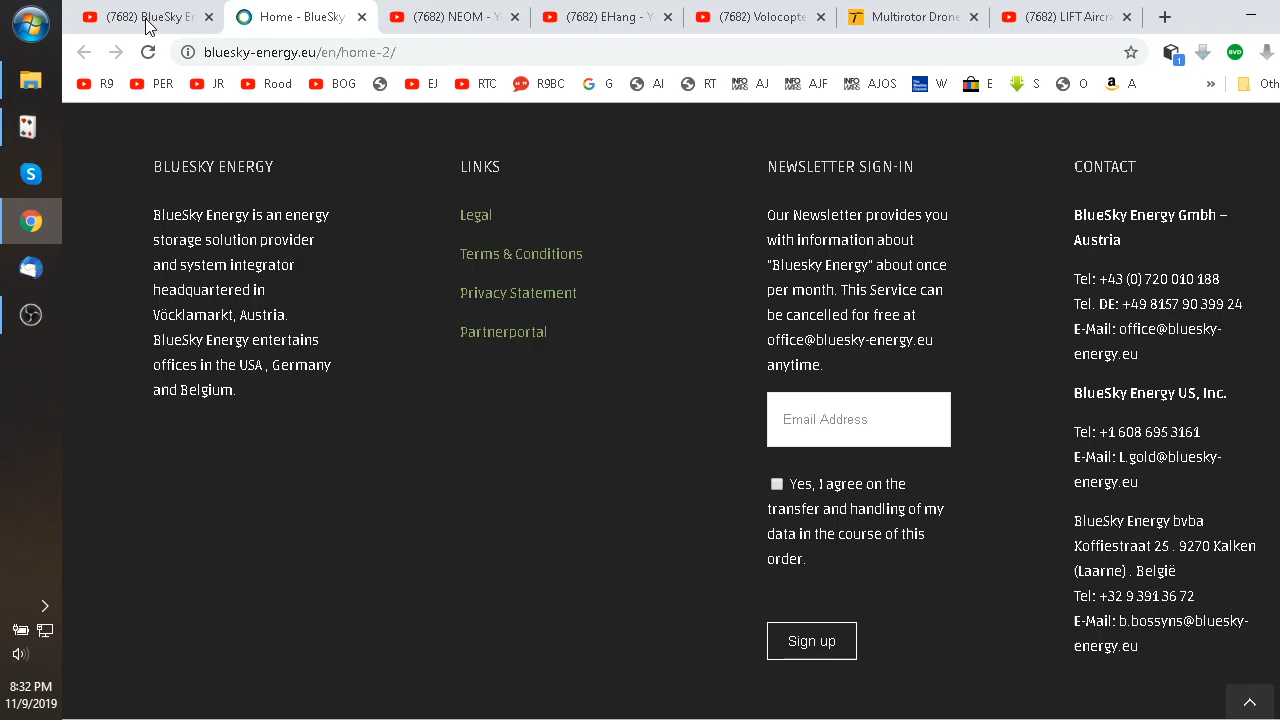 (7682) BlueSky Er
Home - BlueSky
(7682) NEOM - Y
(7682) EHang - Y
(7682) Volocopte
Multirotor Drone
(7682) LIFT Aircra
bluesky-energy.eu/en/home-2/
1
BVD
R9
PER
JR
Rood
BOG
EJ
RTC
R9BC
G
AI
RT
AJ
AJF
AJOS
W
E
S
O
A
»
Oth
BLUESKY ENERGY
BlueSky Energy is an energy
storage solution provider
and system integrator
headquartered in
Vöcklamarkt, Austria.
BlueSky Energy entertains
offices in the USA , Germany
and Belgium.
LINKS
Legal
Terms & Conditions
Privacy Statement
Partnerportal
NEWSLETTER SIGN-IN
Our Newsletter provides you
with information about
"Bluesky Energy" about once
per month. This Service can
be cancelled for free at
office@bluesky-energy.eu
anytime.
Email Address
Yes, I agree on the
transfer and handling of my
data in the course of this
order.
Sign up
CONTACT
BlueSky Energy Gmbh –
Austria
Tel: +43 (0) 720 010 188
Tel. DE: +49 8157 90 399 24
E-Mail: office@bluesky-
energy.eu
BlueSky Energy US, Inc.
Tel: +1 608 695 3161
E-Mail: L.gold@bluesky-
energy.eu
BlueSky Energy bvba
Koffiestraat 25 . 9270 Kalken
(Laarne) . België
Tel: +32 9 391 36 72
E-Mail: b.bossyns@bluesky-
energy.eu
8:32 PM
11/9/2019